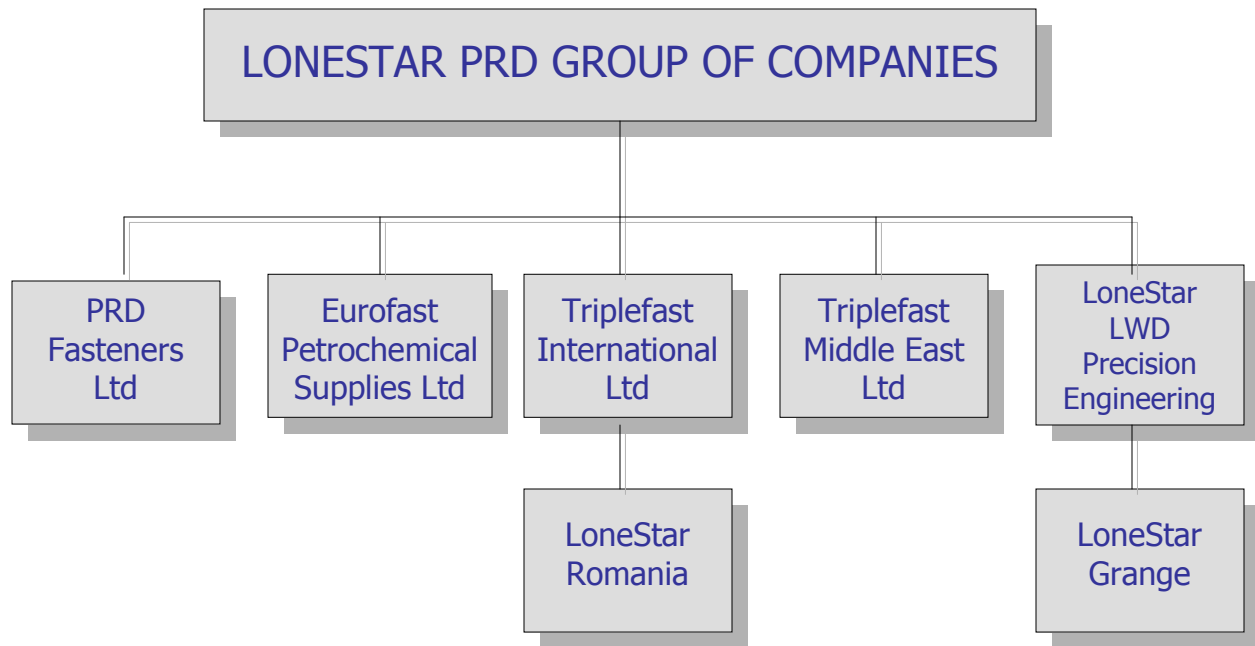 LONESTAR PRD GROUP OF COMPANIES
PRD
Fasteners
Ltd
Eurofast
Petrochemical
Supplies Ltd
Triplefast
International
Ltd
Triplefast
Middle East
Ltd
LoneStar
LWD
Precision
Engineering
LoneStar
Romania
LoneStar
Grange